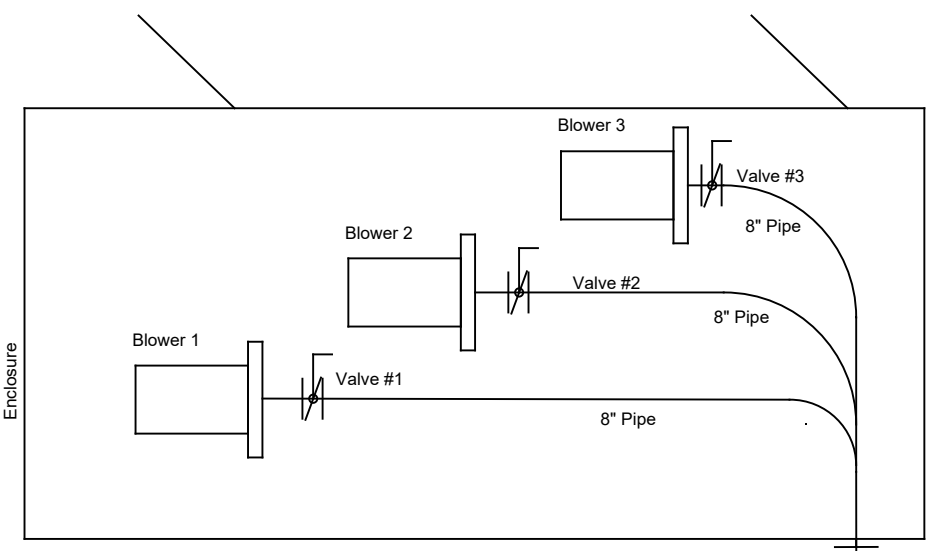 Blower 3
Valve #3
8" Pipe
Blower 2
Valve #2
8" Pipe
Blower 1
Valve #1
8" Pipe
Enclosure